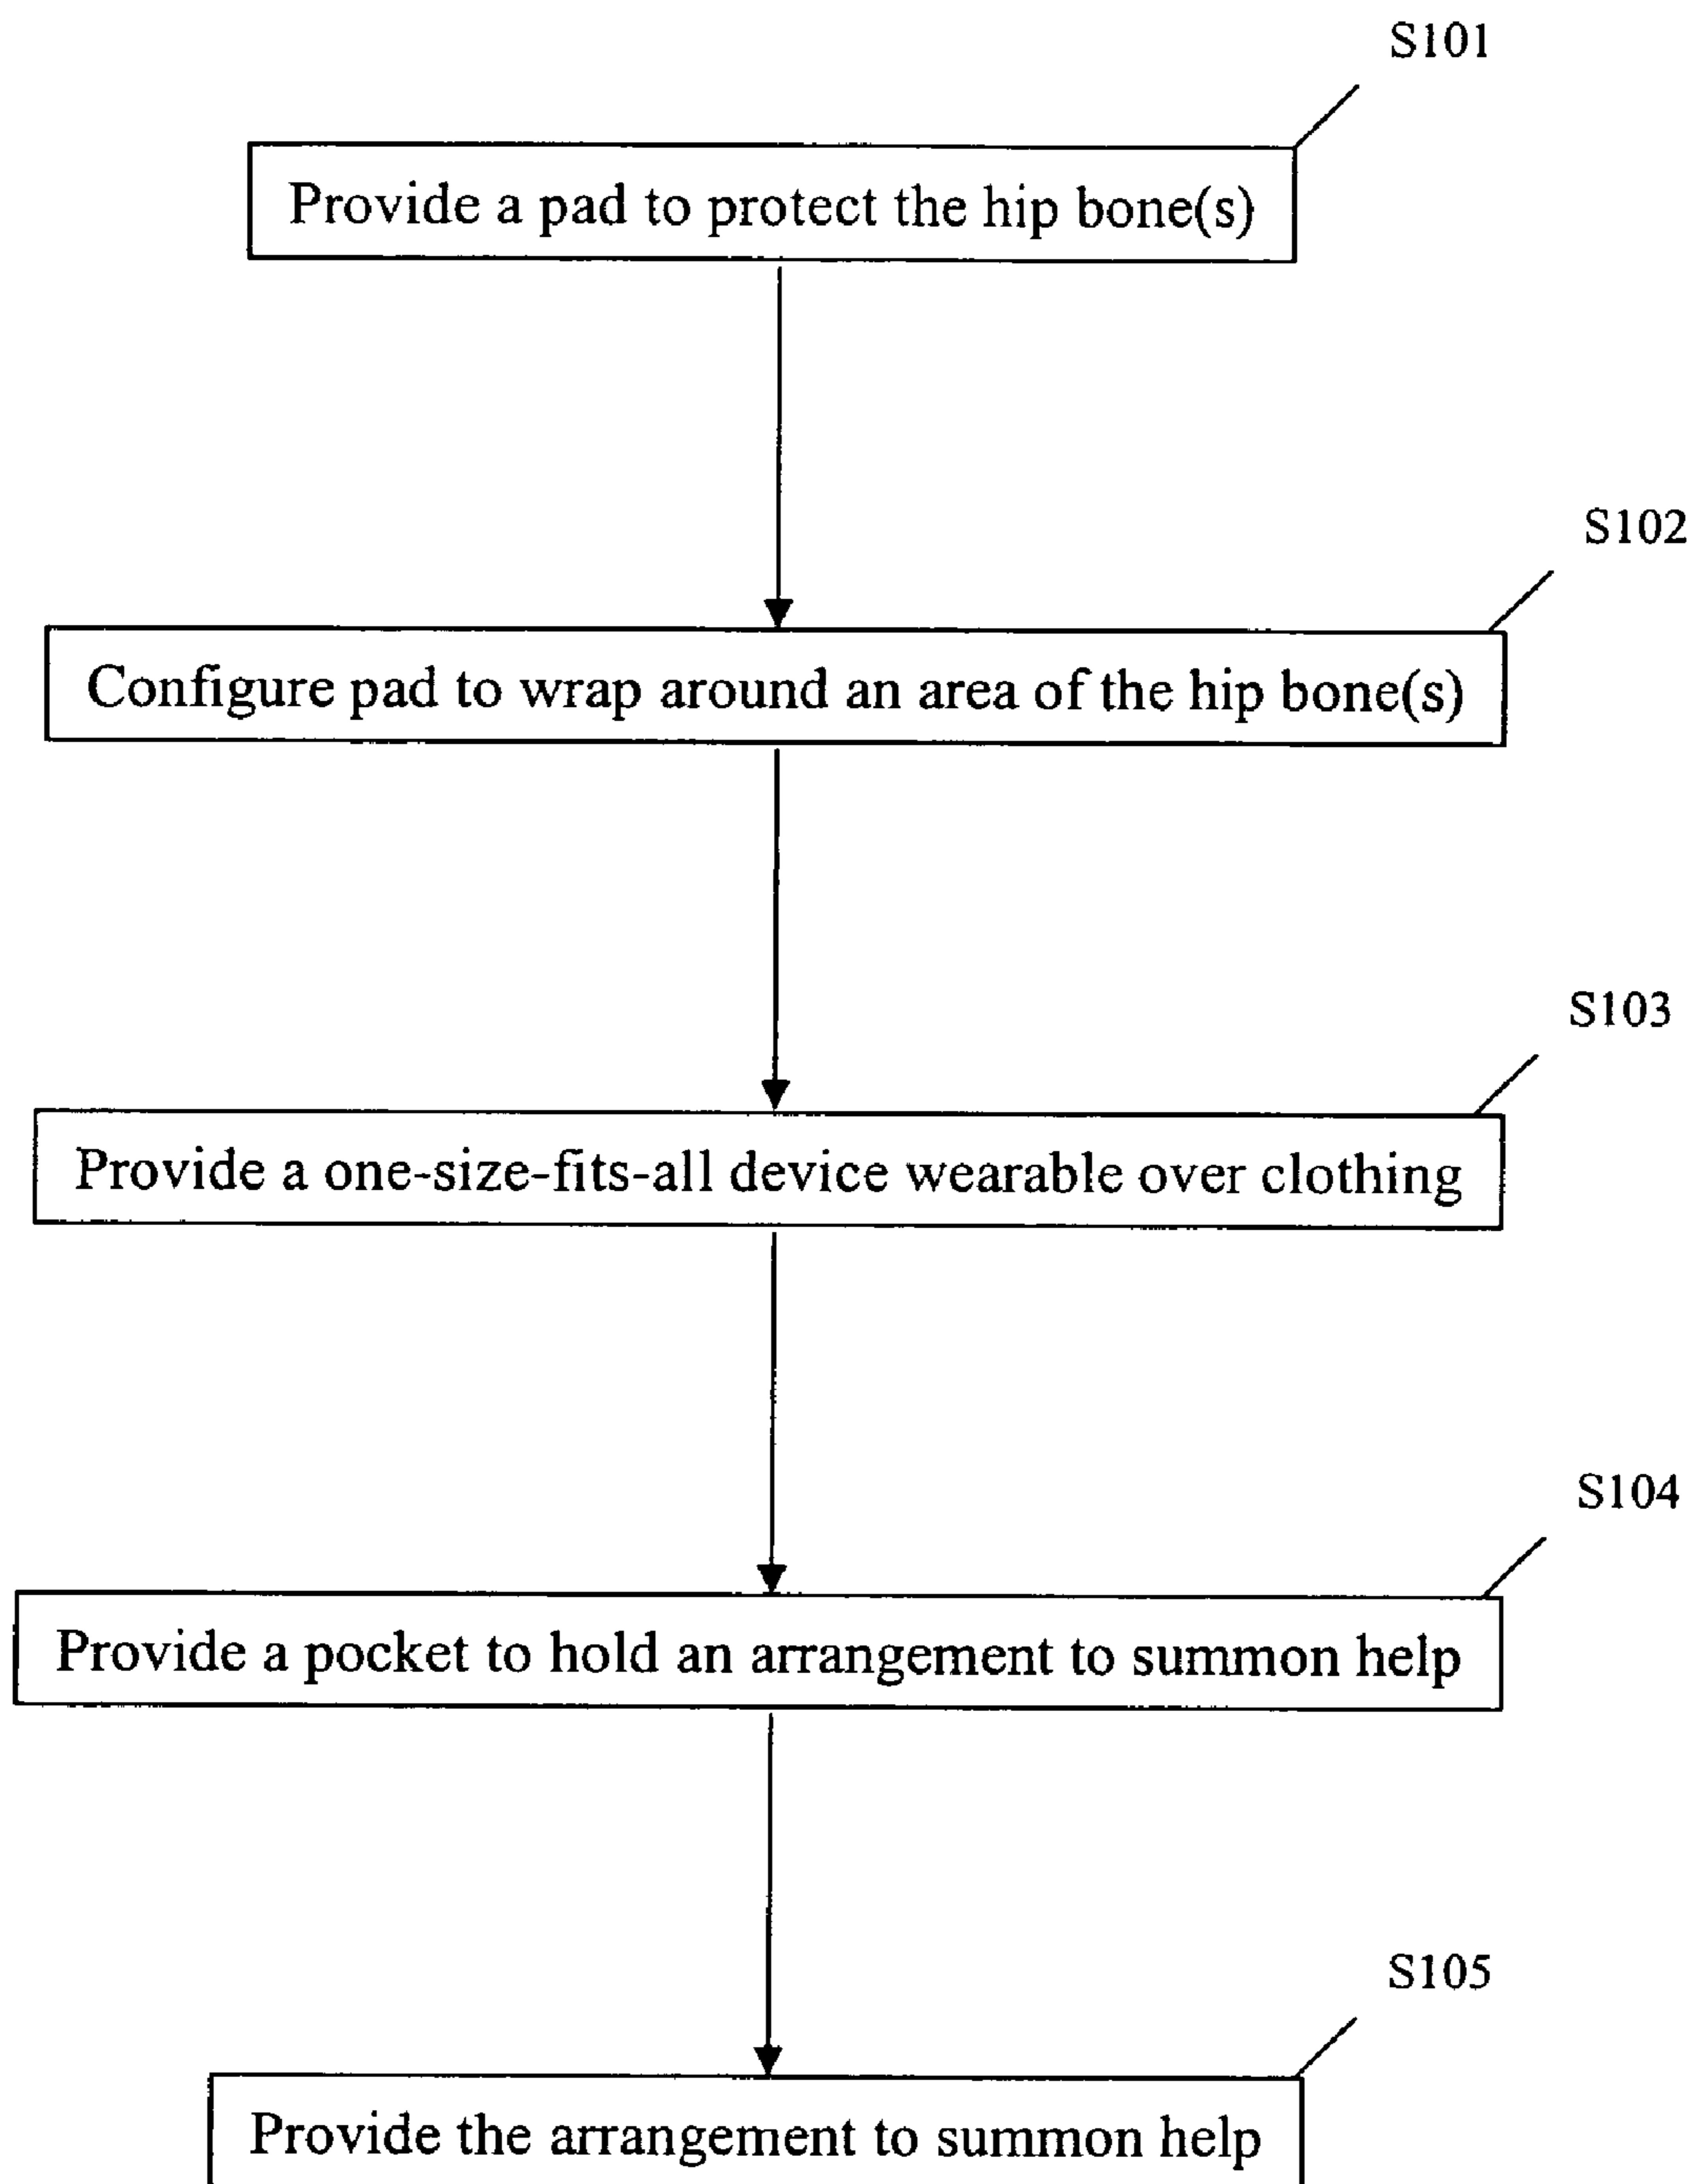 S101
Provide a pad to protect the hip bone(s)
S102
Configure pad to wrap around an area of the hip bone(s)
S103
Provide a one-size-fits-all device wearable over clothing
S104
Provide a pocket to hold an arrangement to summon help
S105
Provide the arrangement to summon help